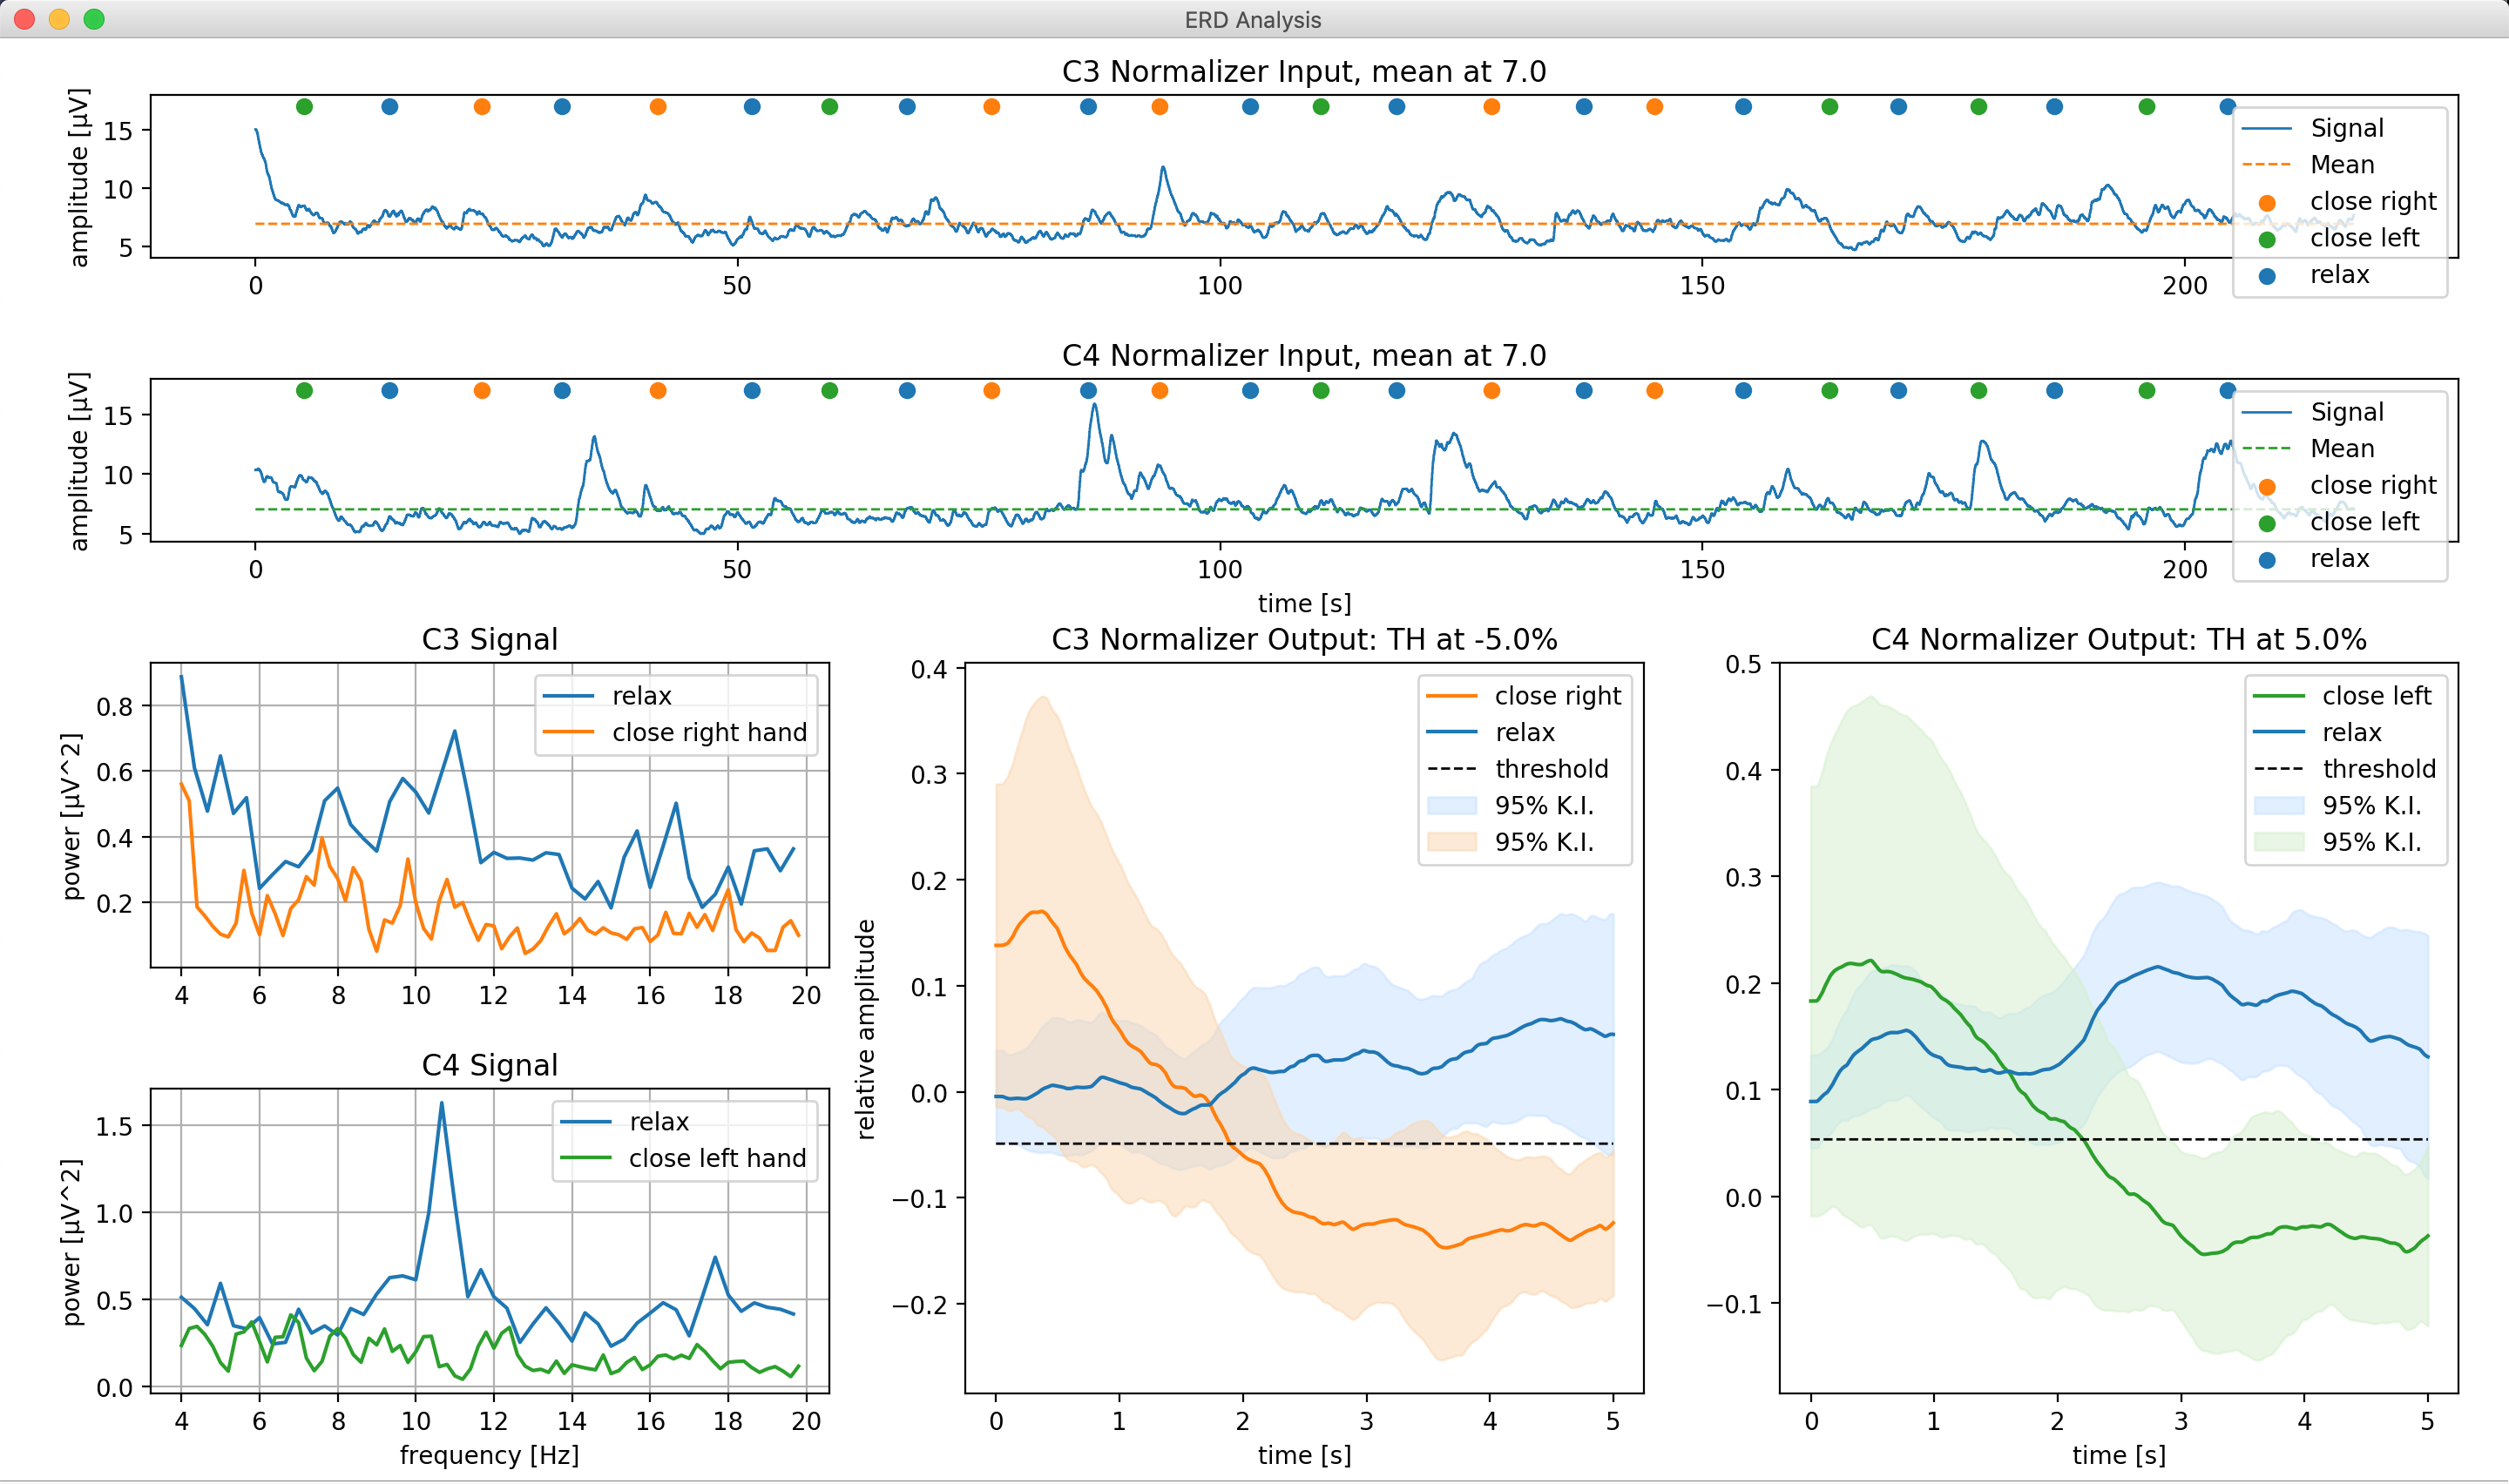 ERD Analysis
C3 Normalizer Input, mean at 7.0
amplitude [µV]
15
10
5
0 50 100 150 200
Signal
Mean
close right
close left
relax
C4 Normalizer Input, mean at 7.0
amplitude [µV]
15
10
5
0 50 100 150 200
time [s]
Signal
Mean
close right
close left
relax
C3 Signal
power [µV^2]
0.8
0.6
0.4
0.2
4 6 8 10 12 14 16 18 20
relax
close right hand
C4 Signal
power [µV^2]
1.5
1.0
0.5
0.0
4 6 8 10 12 14 16 18 20
frequency [Hz]
relax
close left hand
C3 Normalizer Output: TH at -5.0%
relative amplitude
0.4
0.3
0.2
0.1
0.0
−0.1
−0.2
0 1 2 3 4 5
time [s]
close right
relax
threshold
95% K.I.
95% K.I.
C4 Normalizer Output: TH at 5.0%
0.5
0.4
0.3
0.2
0.1
0.0
−0.1
0 1 2 3 4 5
time [s]
close left
relax
threshold
95% K.I.
95% K.I.